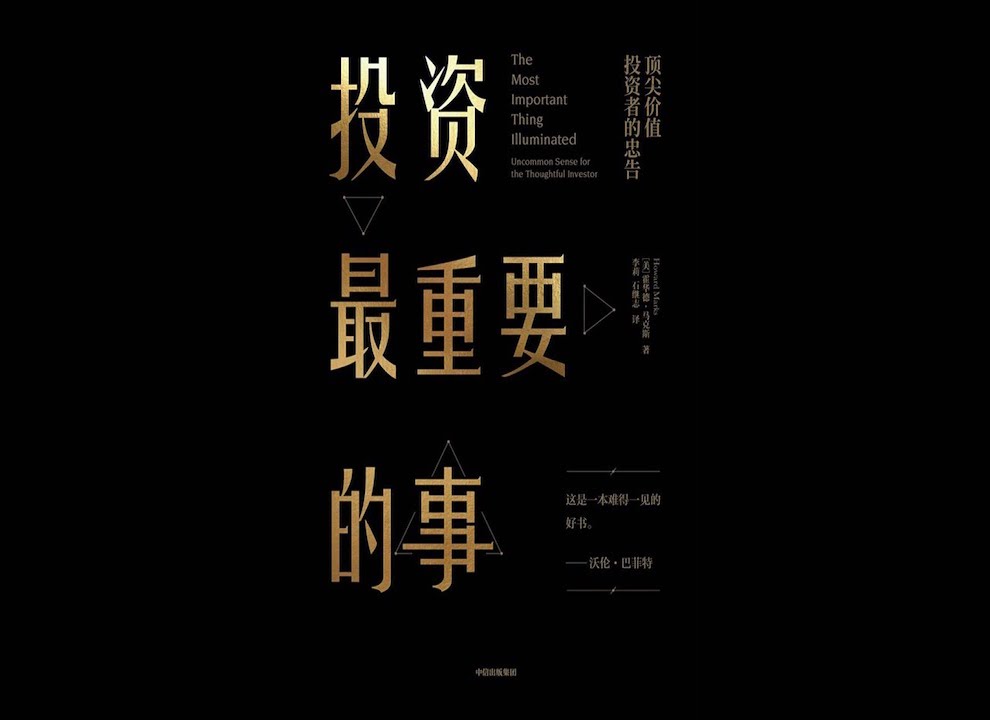 投资
The
Most
Important
Thing
Illuminated
Uncommon Sense for
the Thoughtful Investor
顶尖价值
投资者的忠告
最重要
Howard Marks
[美]霍华德·马克斯 著
李莉 石继志 译
的事
这是一本难得一见的
好书。
——沃伦·巴菲特
中信出版集团